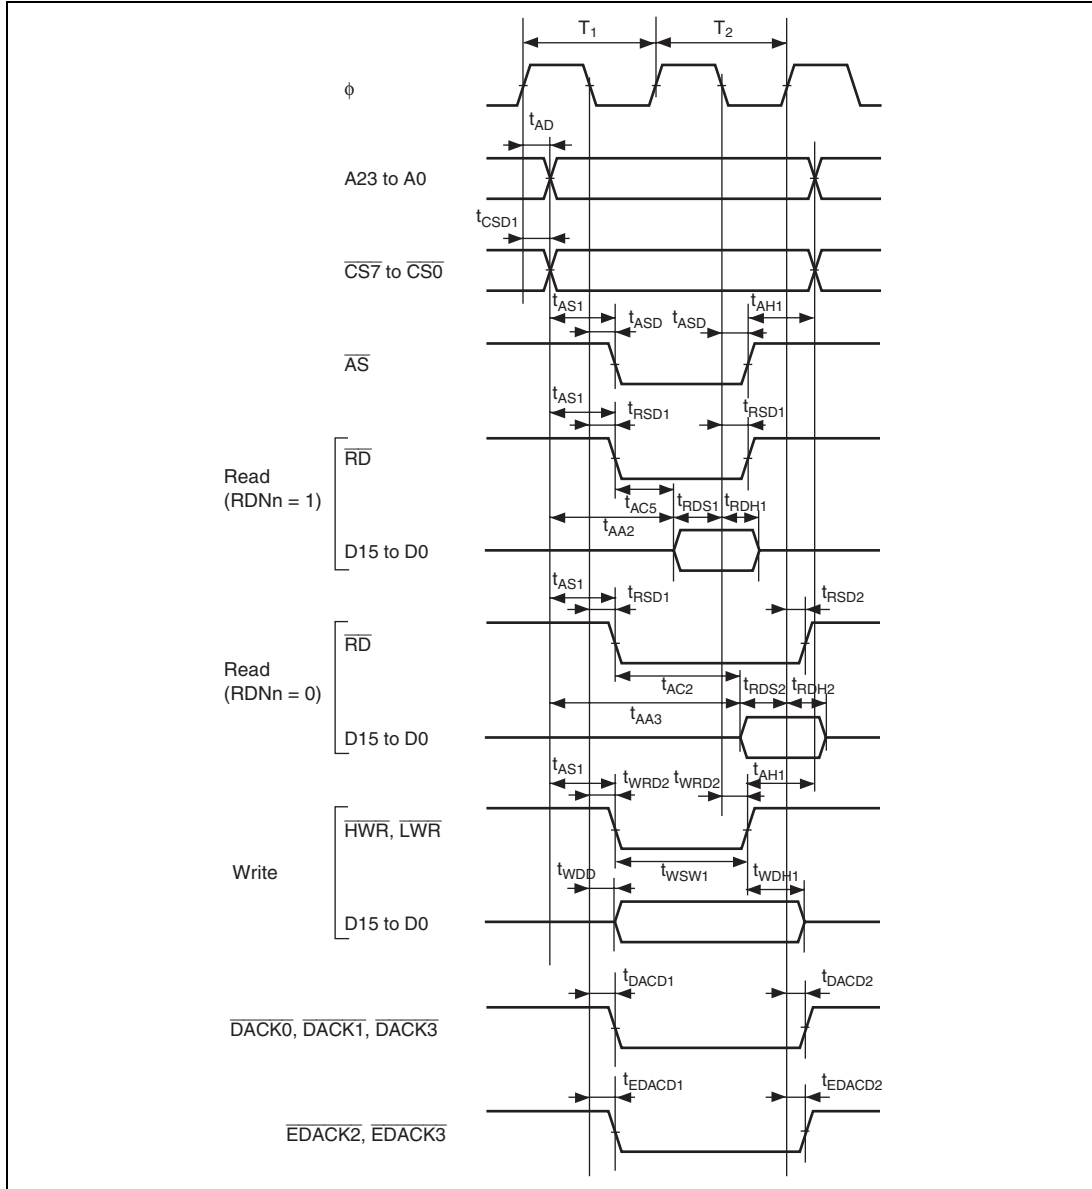 T1 T2
ϕ
tAD
A23 to A0
tCSD1
CS7 to CS0
tAS1 tASD tASD tAH1
AS
tAS1 tRSD1 tRSD1
RD
Read
(RDNn = 1)
tAC5 tRDS1 tRDH1
tAA2
D15 to D0
tAS1 tRSD1 tRSD2
RD
Read
(RDNn = 0)
tAC2 tRDS2 tRDH2
tAA3
D15 to D0
tAS1 tWRD2 tWRD2 tAH1
HWR, LWR
Write
tWDD tWSW1 tWDH1
D15 to D0
tDACD1 tDACD2
DACK0, DACK1, DACK3
tEDACD1 tEDACD2
EDACK2, EDACK3